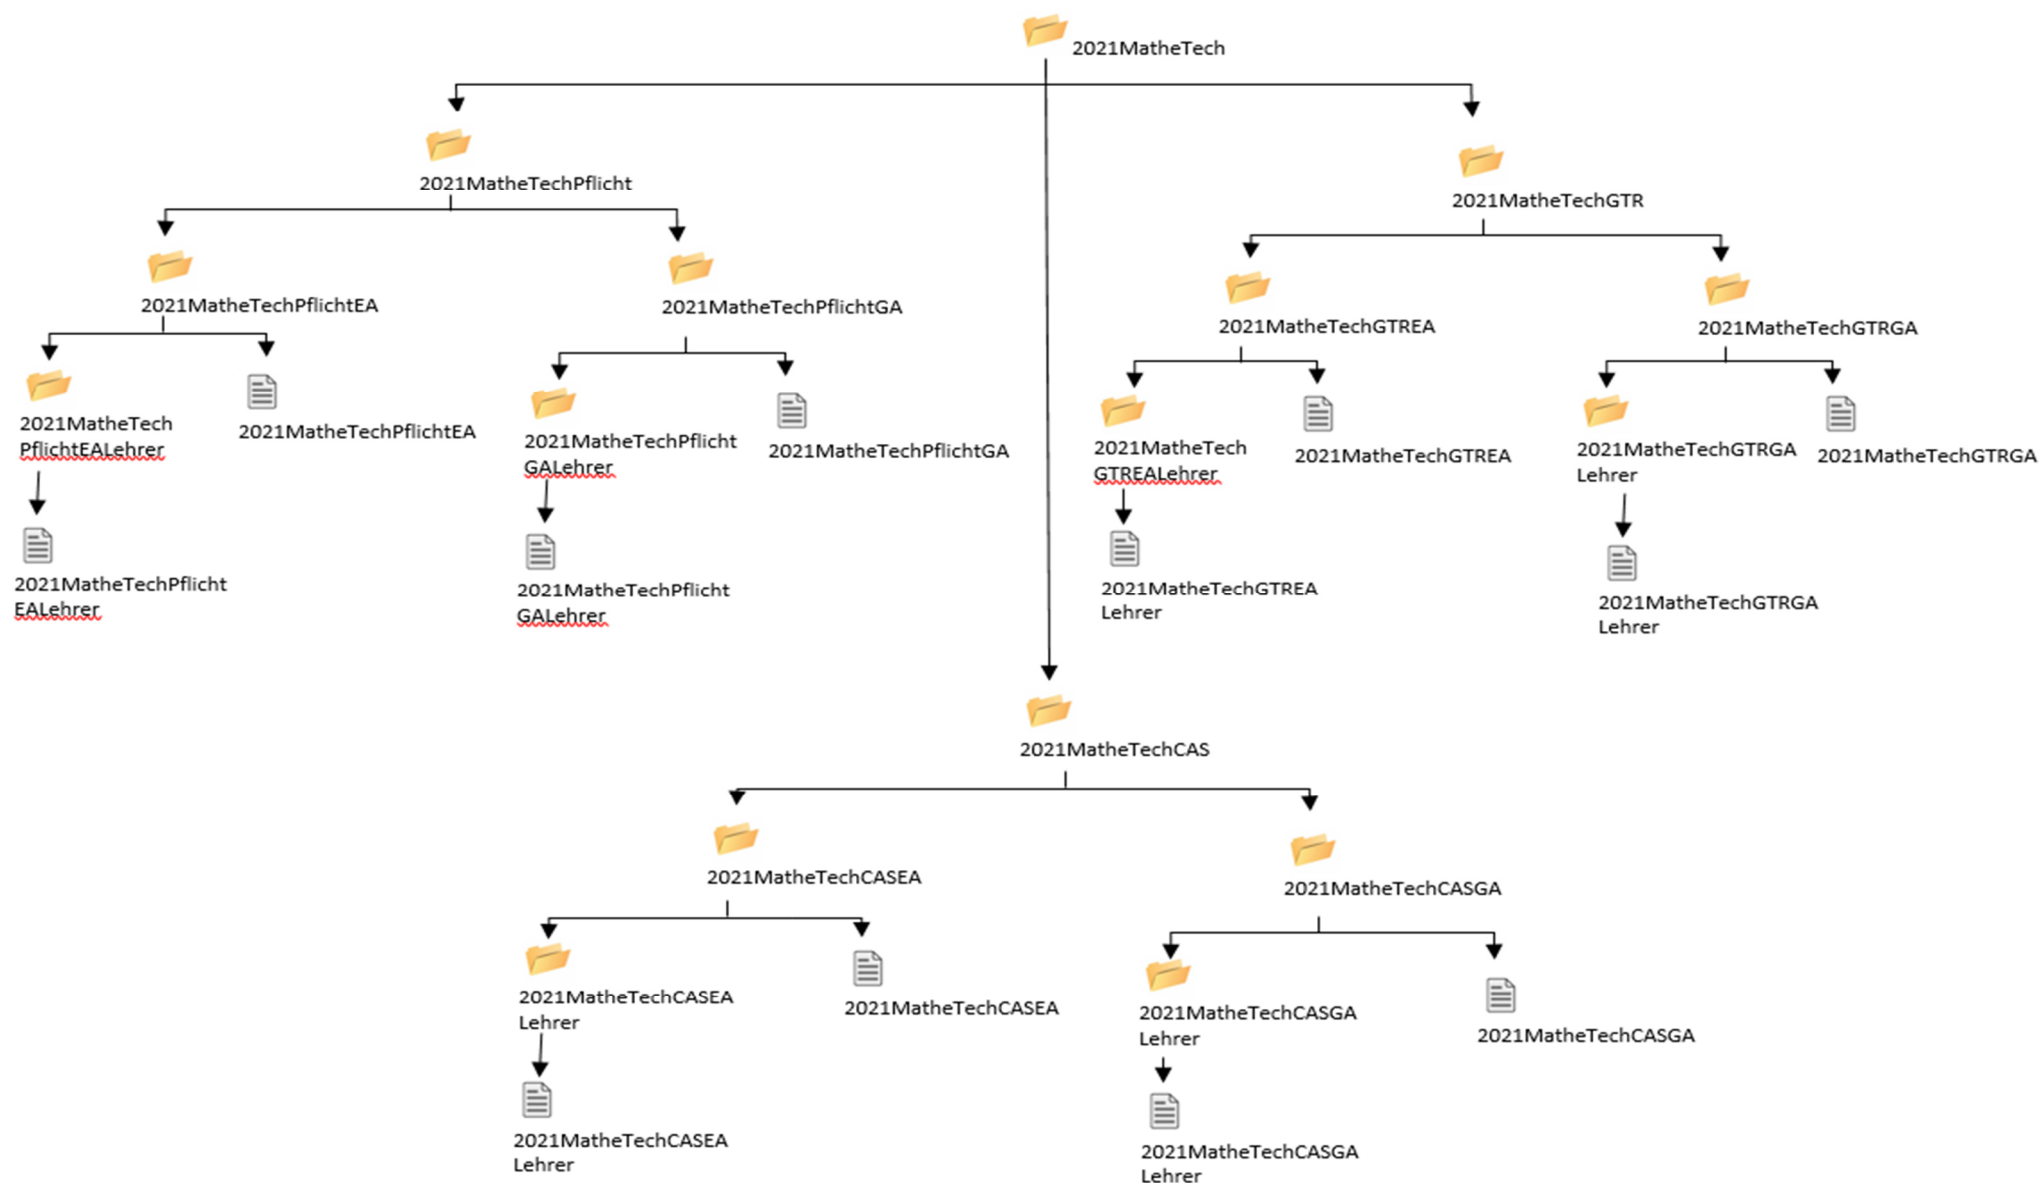 2021MatheTech
2021MatheTechPflicht
2021MatheTechGTR
2021MatheTechPflichtEA
2021MatheTechPflichtGA
2021MatheTechGTREA
2021MatheTechGTRGA
2021MatheTech
PflichtEALehrer
2021MatheTechPflichtEA
2021MatheTechPflicht
GALehrer
2021MatheTechPflichtGA
2021MatheTech
GTREALehrer
2021MatheTechGTREA
2021MatheTechGTRGA
Lehrer
2021MatheTechGTRGA
2021MatheTechPflicht
EALehrer
2021MatheTechPflicht
GALehrer
2021MatheTechGTREA
Lehrer
2021MatheTechGTRGA
Lehrer
2021MatheTechCAS
2021MatheTechCASEA
2021MatheTechCASGA
2021MatheTechCASEA
Lehrer
2021MatheTechCASEA
2021MatheTechCASGA
Lehrer
2021MatheTechCASGA
2021MatheTechCASEA
Lehrer
2021MatheTechCASGA
Lehrer